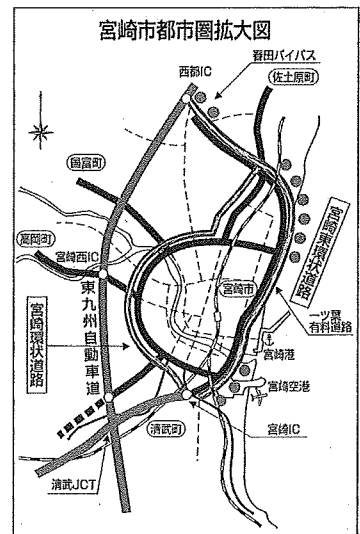 宮崎市都市圏拡大図
春田バイパス
西都IC
佐土原町
国富町
高岡町
宮崎西IC
宮崎東環状道路
宮崎市
一ツ葉
有料道路
宮崎環状道路
東九州自動車道
宮崎港
宮崎空港
清武町
宮崎IC
清武JCT